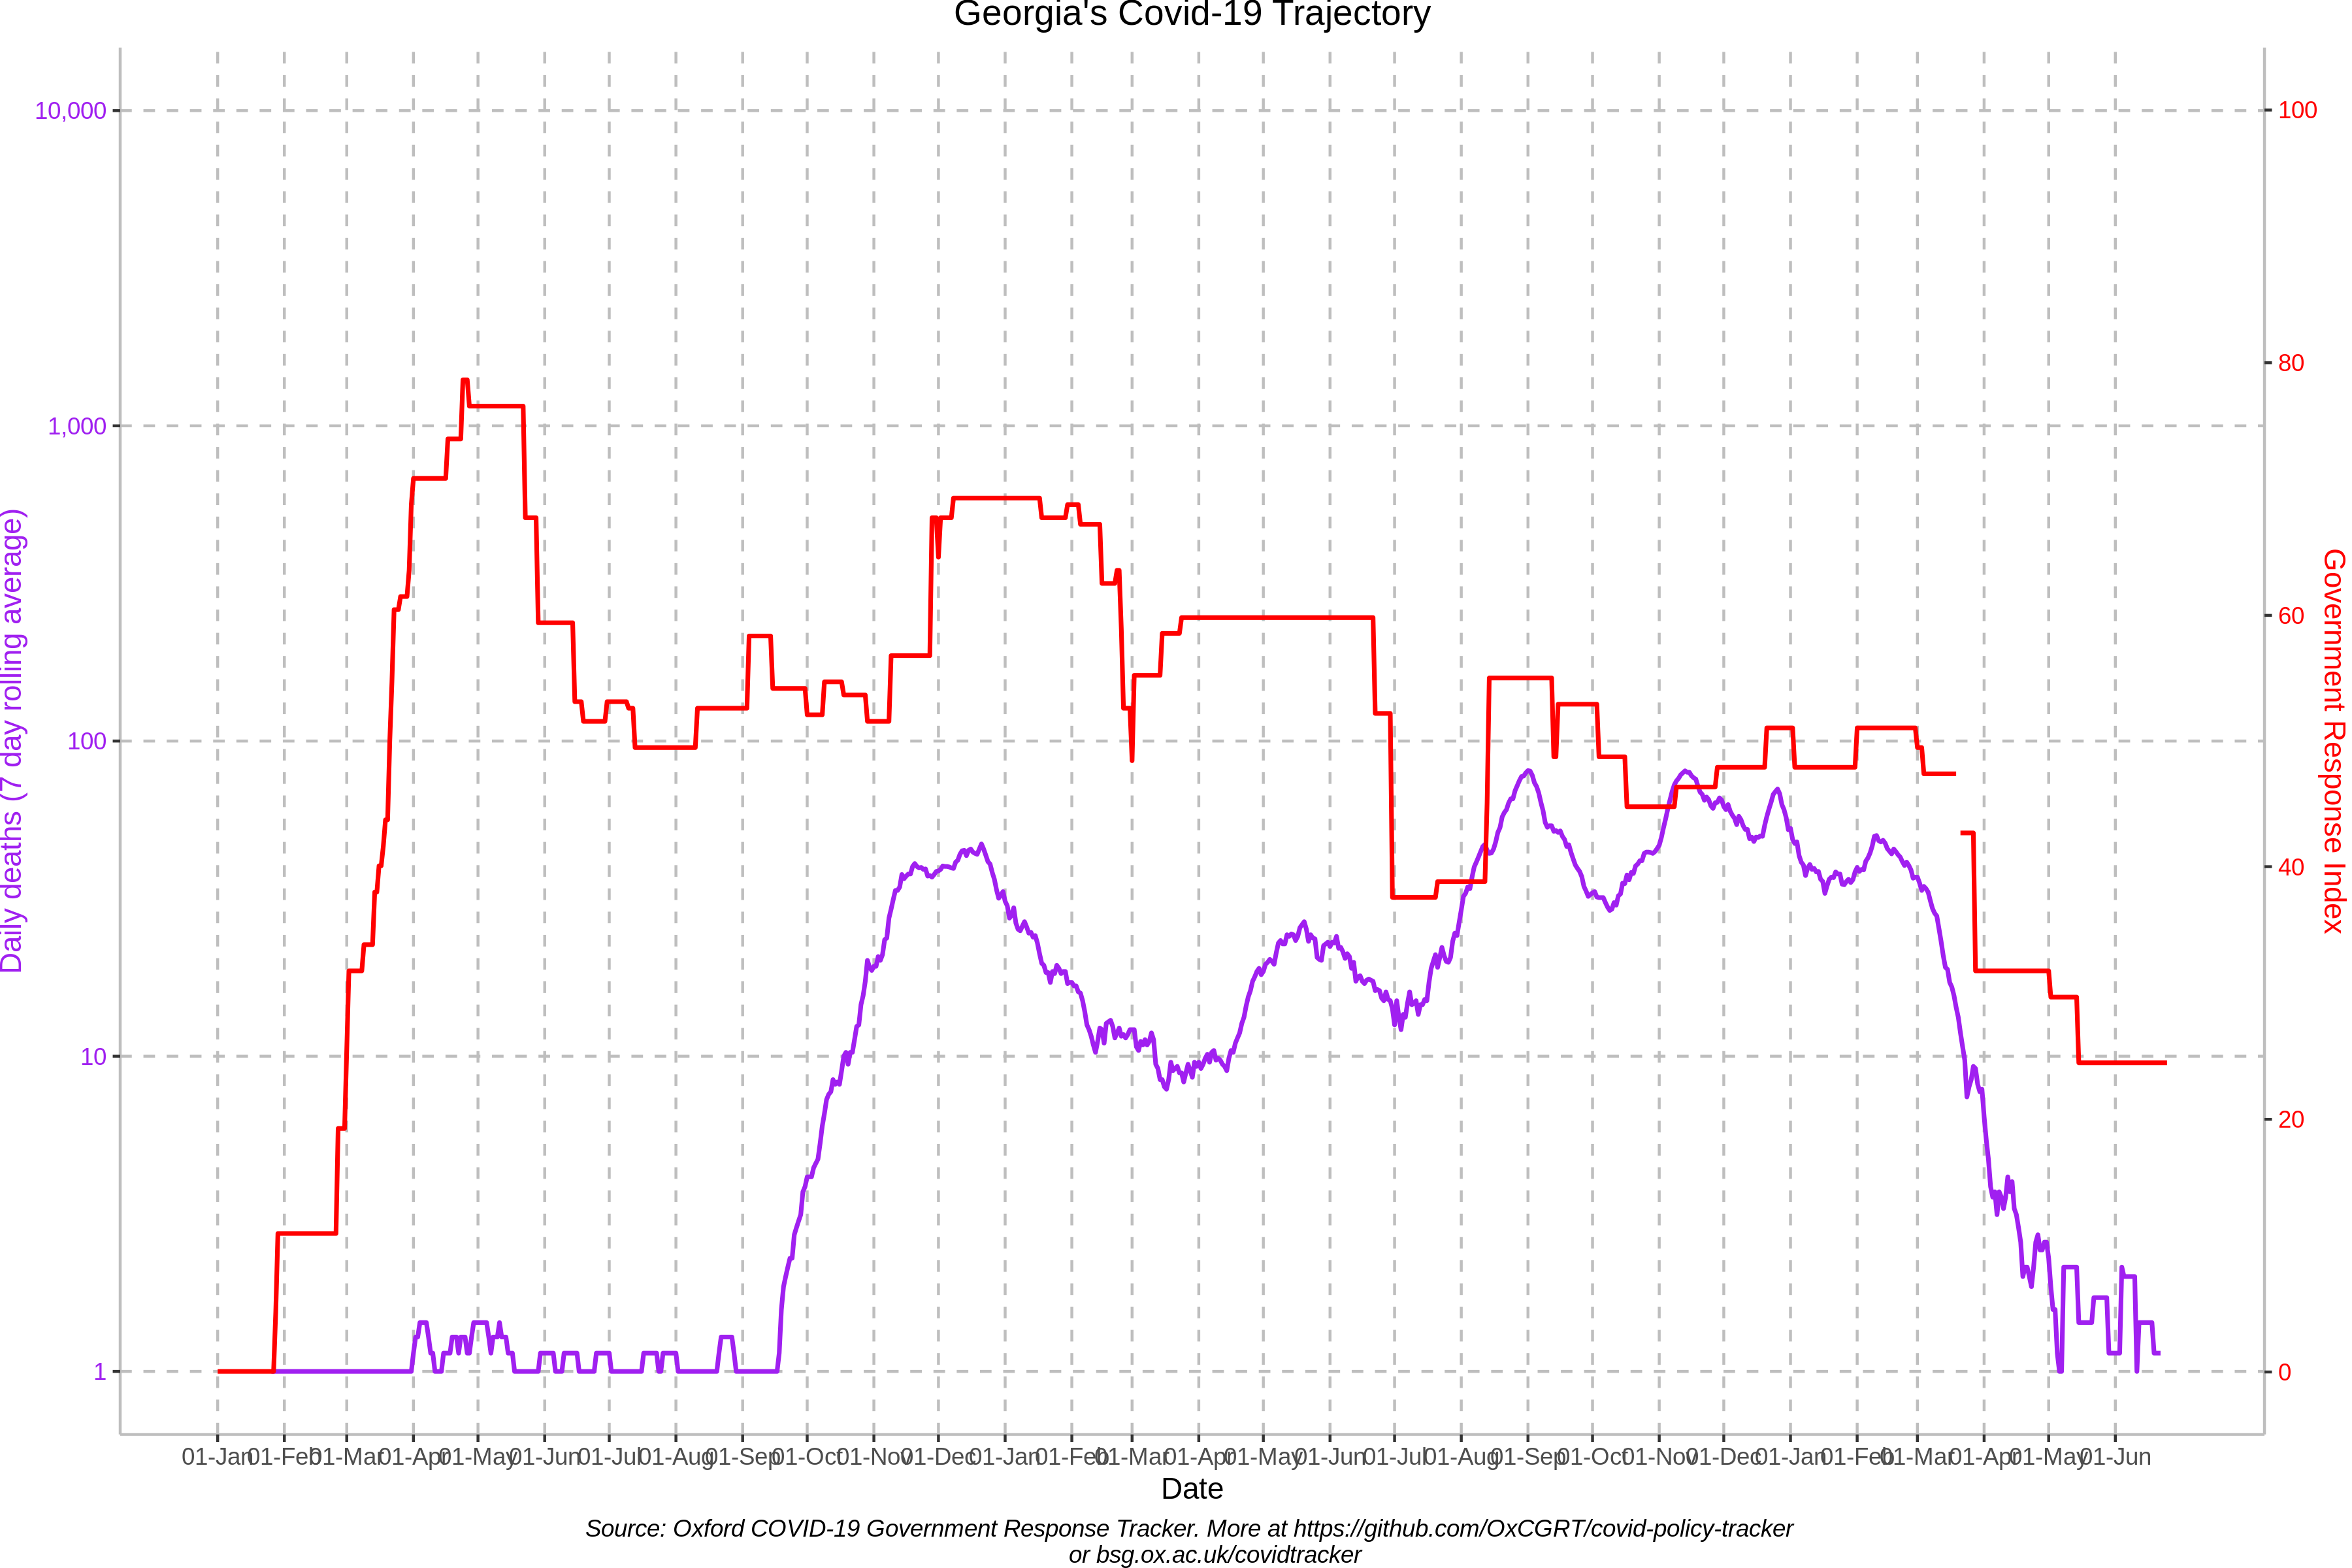 Georgia's Covid-19 Trajectory
10,000
1,000
100
10
1
Daily deaths (7 day rolling average)
100
80
60
40
20
0
Government Response Index
01-Jan 01-Feb 01-Mar 01-Apr 01-May 01-Jun 01-Jul 01-Aug 01-Sep 01-Oct 01-Nov 01-Dec 01-Jan 01-Feb 01-Mar 01-Apr 01-May 01-Jun 01-Jul 01-Aug 01-Sep 01-Oct 01-Nov 01-Dec 01-Jan 01-Feb 01-Mar 01-Apr 01-May 01-Jun
Date
Source: Oxford COVID-19 Government Response Tracker. More at https://github.com/OxCGRT/covid-policy-tracker
or bsg.ox.ac.uk/covidtracker